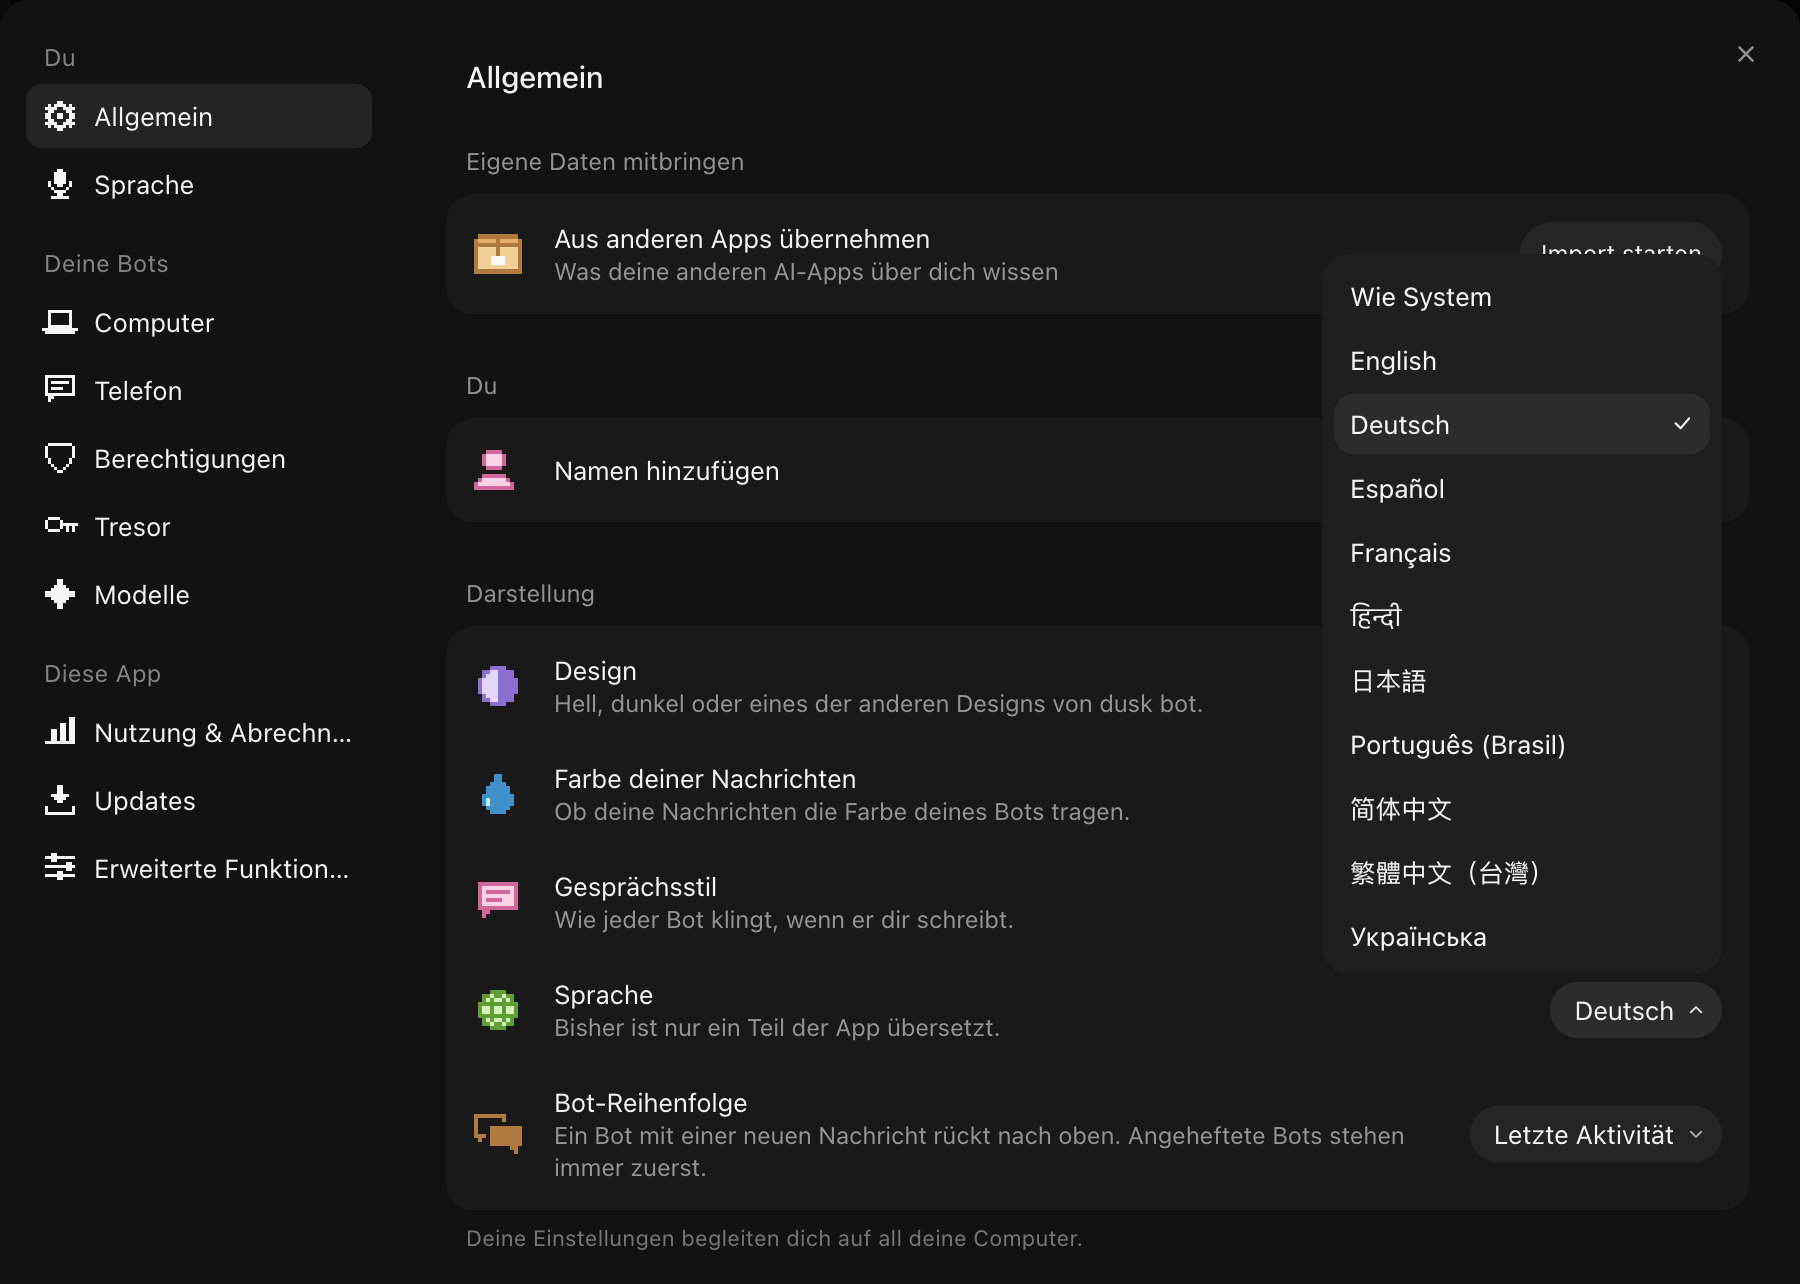 Du
Allgemein
Sprache
Deine Bots
Computer
Telefon
Berechtigungen
Tresor
Modelle
Diese App
Nutzung & Abrechn...
Updates
Erweiterte Funktion...
Allgemein
Eigene Daten mitbringen
Aus anderen Apps übernehmen
Was deine anderen AI-Apps über dich wissen
Import starten
Du
Namen hinzufügen
Darstellung
Design
Hell, dunkel oder eines der anderen Designs von dusk bot.
Farbe deiner Nachrichten
Ob deine Nachrichten die Farbe deines Bots tragen.
Gesprächsstil
Wie jeder Bot klingt, wenn er dir schreibt.
Sprache
Bisher ist nur ein Teil der App übersetzt.
Deutsch
Bot-Reihenfolge
Ein Bot mit einer neuen Nachricht rückt nach oben. Angeheftete Bots stehen
immer zuerst.
Letzte Aktivität
Deine Einstellungen begleiten dich auf all deine Computer.
Wie System
English
Deutsch
Español
Français
हिन्दी
日本語
Português (Brasil)
简体中文
繁體中文（台灣）
Українська